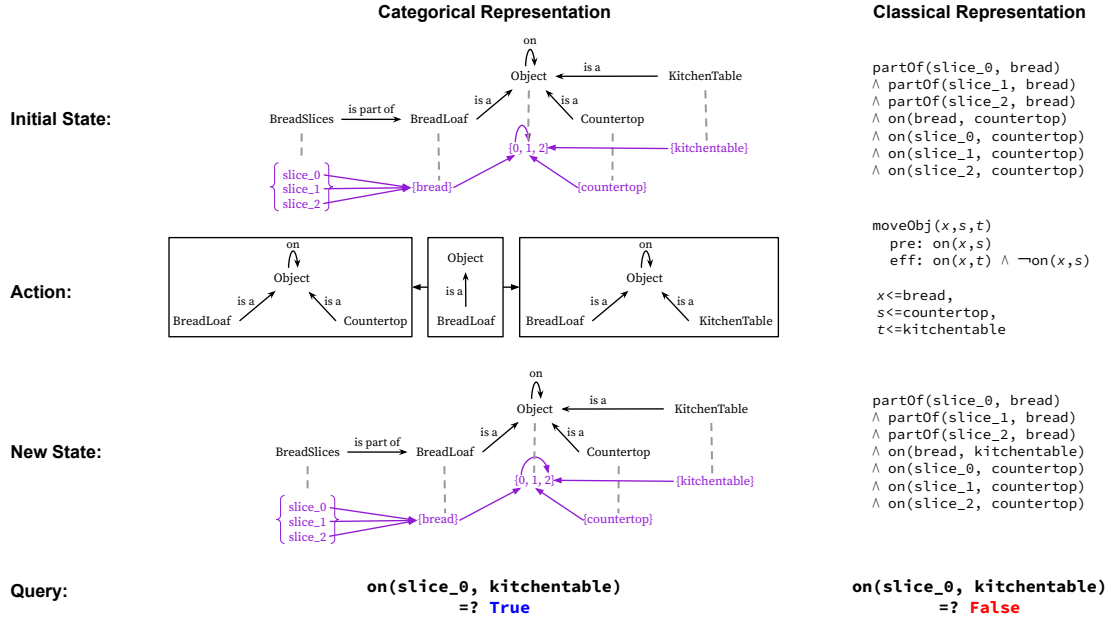 Categorical Representation
Classical Representation
Initial State:
on
Object
is a
KitchenTable
BreadSlices
is part of
BreadLoaf
is a
is a
Countertop
{0, 1, 2}
{kitchentable}
slice_0
slice_1
slice_2
{bread}
{countertop}
partOf(slice_0, bread)
∧ partOf(slice_1, bread)
∧ partOf(slice_2, bread)
∧ on(bread, countertop)
∧ on(slice_0, countertop)
∧ on(slice_1, countertop)
∧ on(slice_2, countertop)
Action:
on
Object
is a
is a
BreadLoaf
Countertop
Object
is a
BreadLoaf
on
Object
is a
is a
BreadLoaf
KitchenTable
moveObj(x,s,t)
pre: on(x,s)
eff: on(x,t) ∧ ¬on(x,s)
x<=bread,
s<=countertop,
t<=kitchentable
New State:
on
Object
is a
KitchenTable
BreadSlices
is part of
BreadLoaf
is a
is a
Countertop
{0, 1, 2}
{kitchentable}
slice_0
slice_1
slice_2
{bread}
{countertop}
partOf(slice_0, bread)
∧ partOf(slice_1, bread)
∧ partOf(slice_2, bread)
∧ on(bread, kitchentable)
∧ on(slice_0, countertop)
∧ on(slice_1, countertop)
∧ on(slice_2, countertop)
Query:
on(slice_0, kitchentable)
=? True
on(slice_0, kitchentable)
=? False